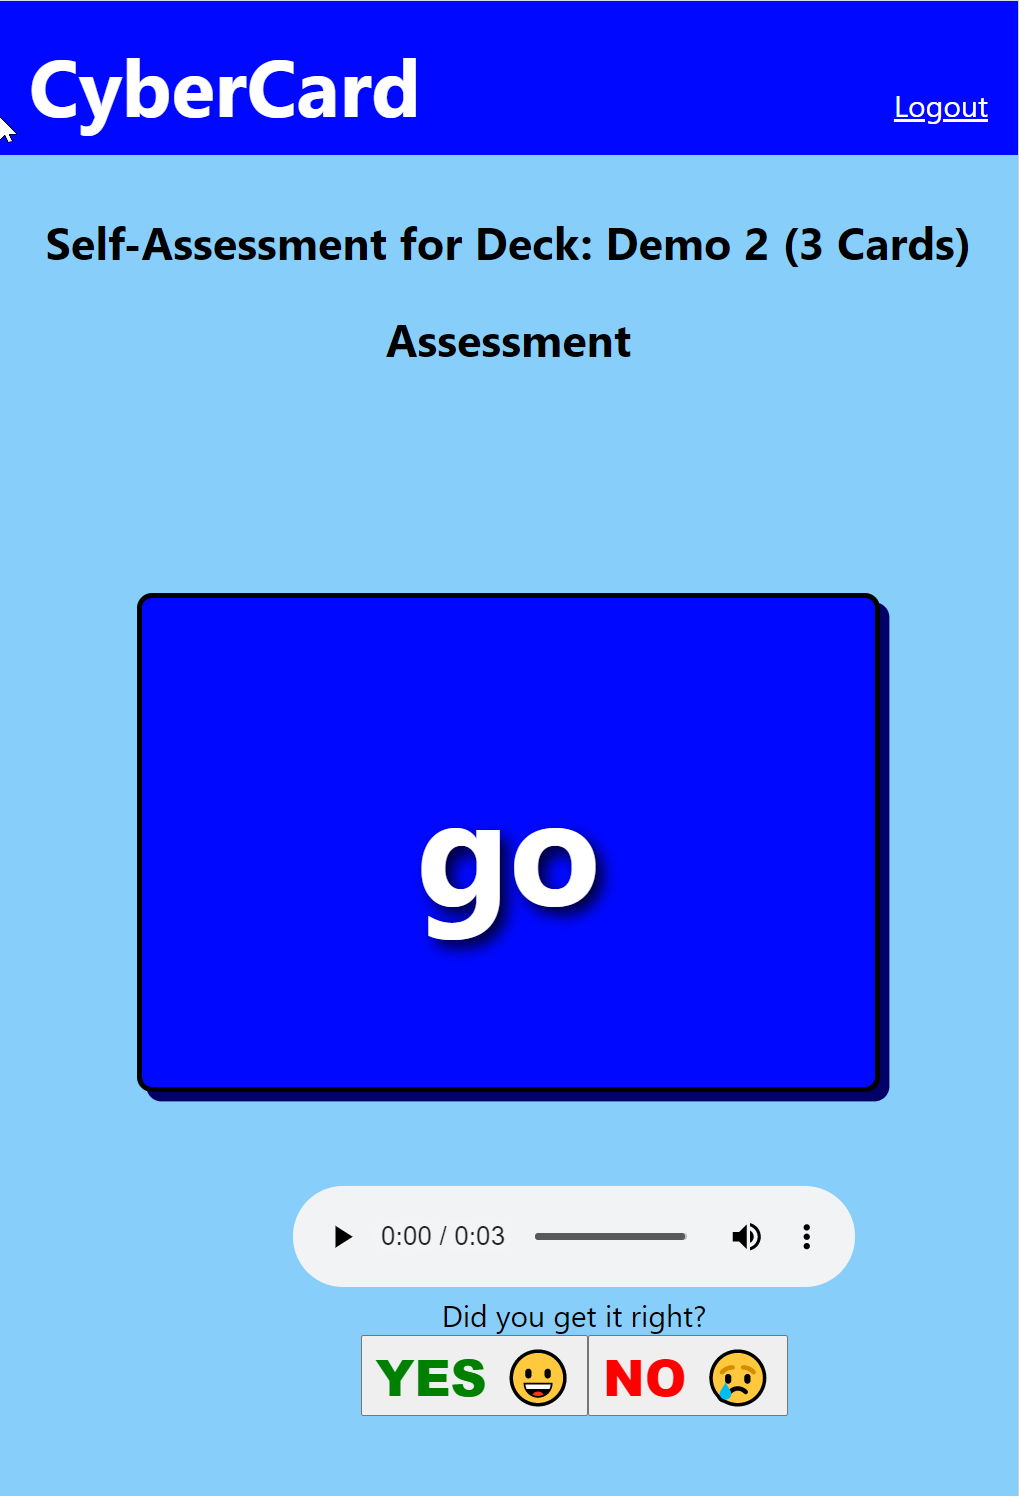 CyberCard
Logout
Self-Assessment for Deck: Demo 2 (3 Cards)
Assessment
go
0:00 / 0:03
Did you get it right?
YES 😀 NO 😢